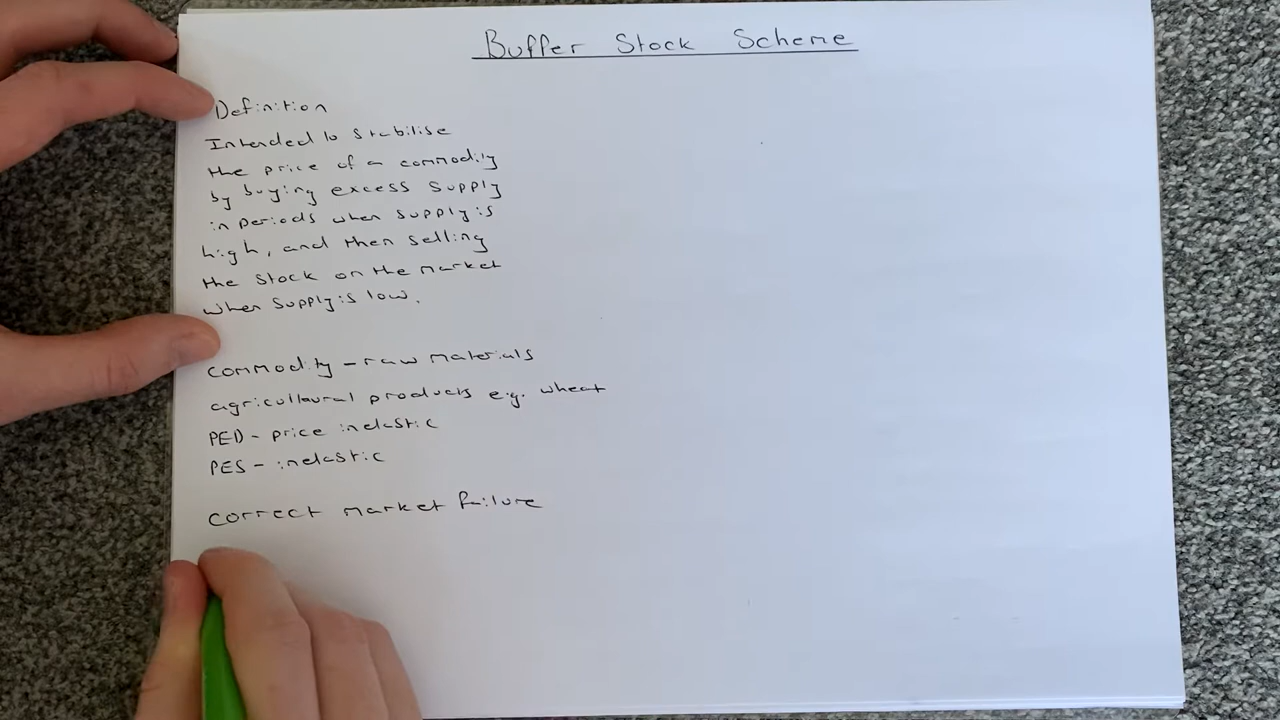 Buffer Stock Scheme
Definition
Intended to stabilise
the price of a commodity
by buying excess supply
in periods when supply is
high, and then selling
the stock on the market
when supply is low.
commodity - raw materials
agricultural products e.g. wheat
PED - price inelastic
PES - inelastic
correct market failure